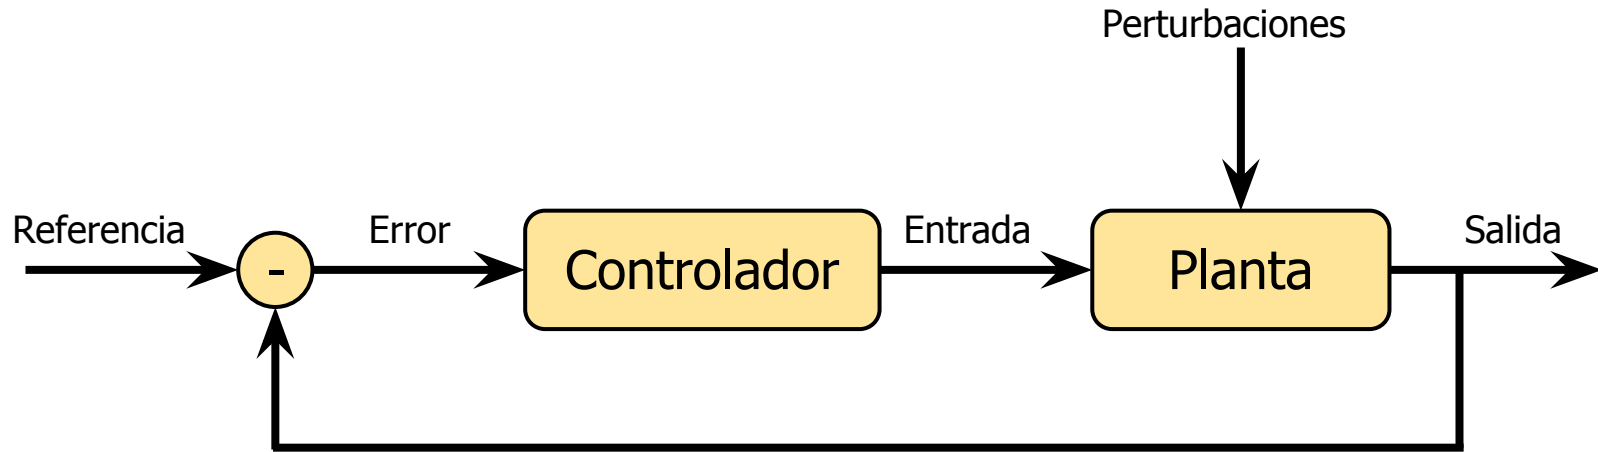 Perturbaciones
Referencia
Error
Entrada
Salida
-
Controlador
Planta